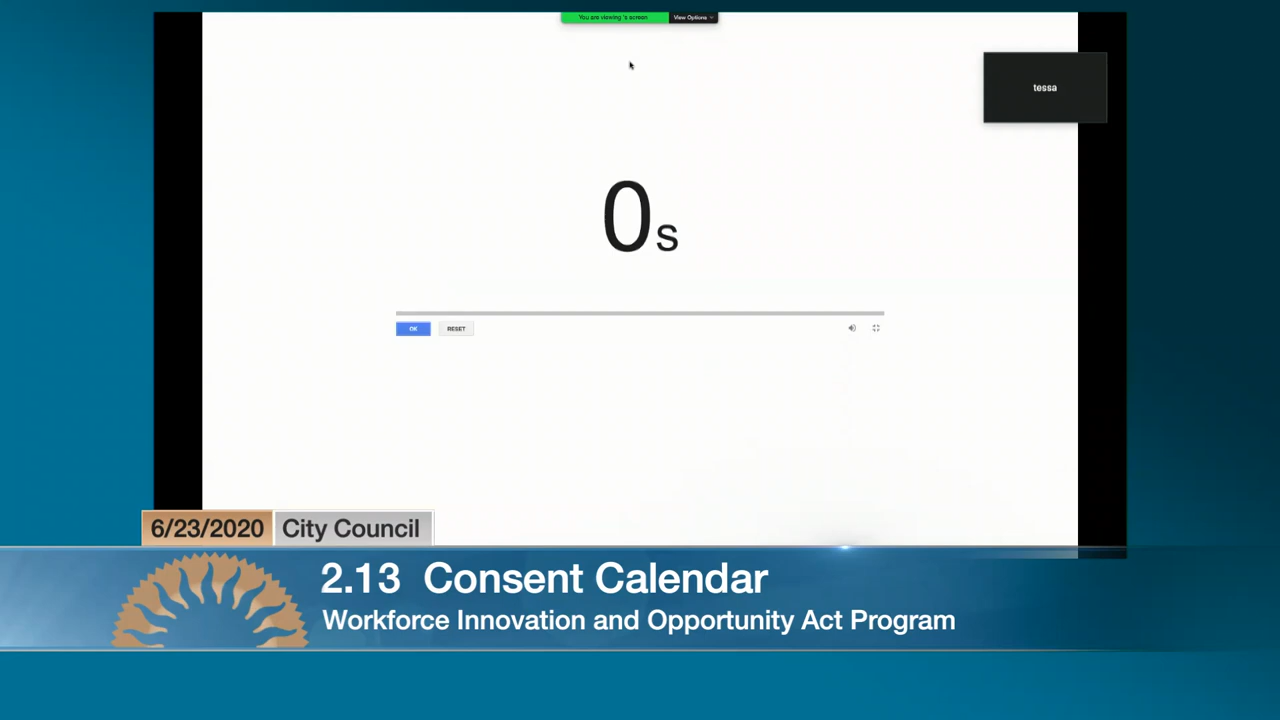 You are viewing 's screen
View Options
tessa
0s
OK
RESET
6/23/2020
City Council
2.13 Consent Calendar
Workforce Innovation and Opportunity Act Program